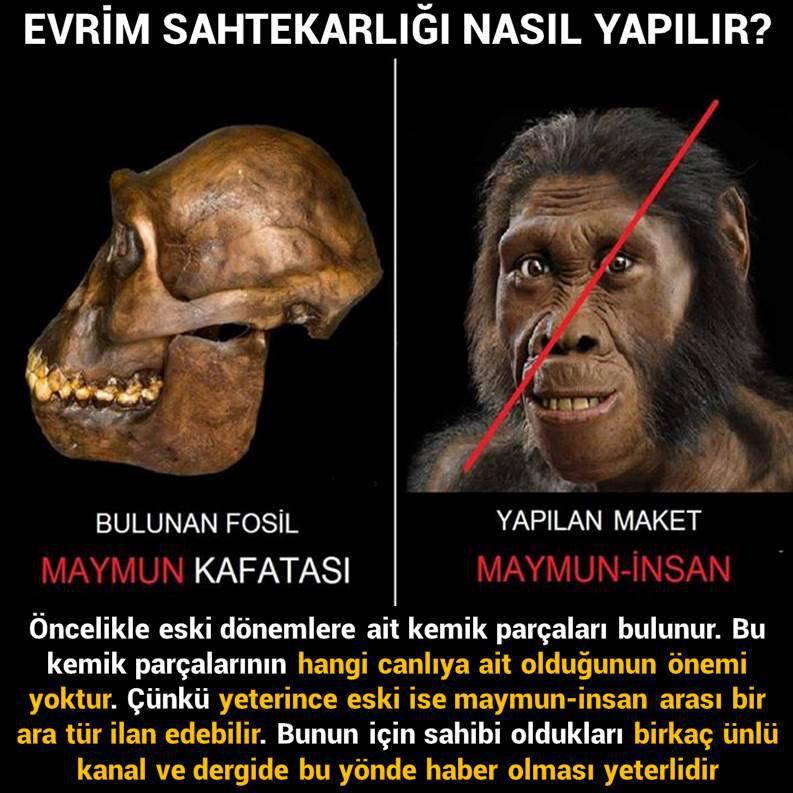 EVRİM SAHTEKARLIĞI NASIL YAPILIR?
BULUNAN FOSİL
MAYMUN KAFATASI
YAPILAN MAKET
MAYMUN-İNSAN
Öncelikle eski dönemlere ait kemik parçaları bulunur. Bu
kemik parçalarının hangi canlıya ait olduğunun önemi
yoktur. Çünkü yeterince eski ise maymun-insan arası bir
ara tür ilan edebilir. Bunun için sahibi oldukları birkaç ünlü
kanal ve dergide bu yönde haber olması yeterlidir